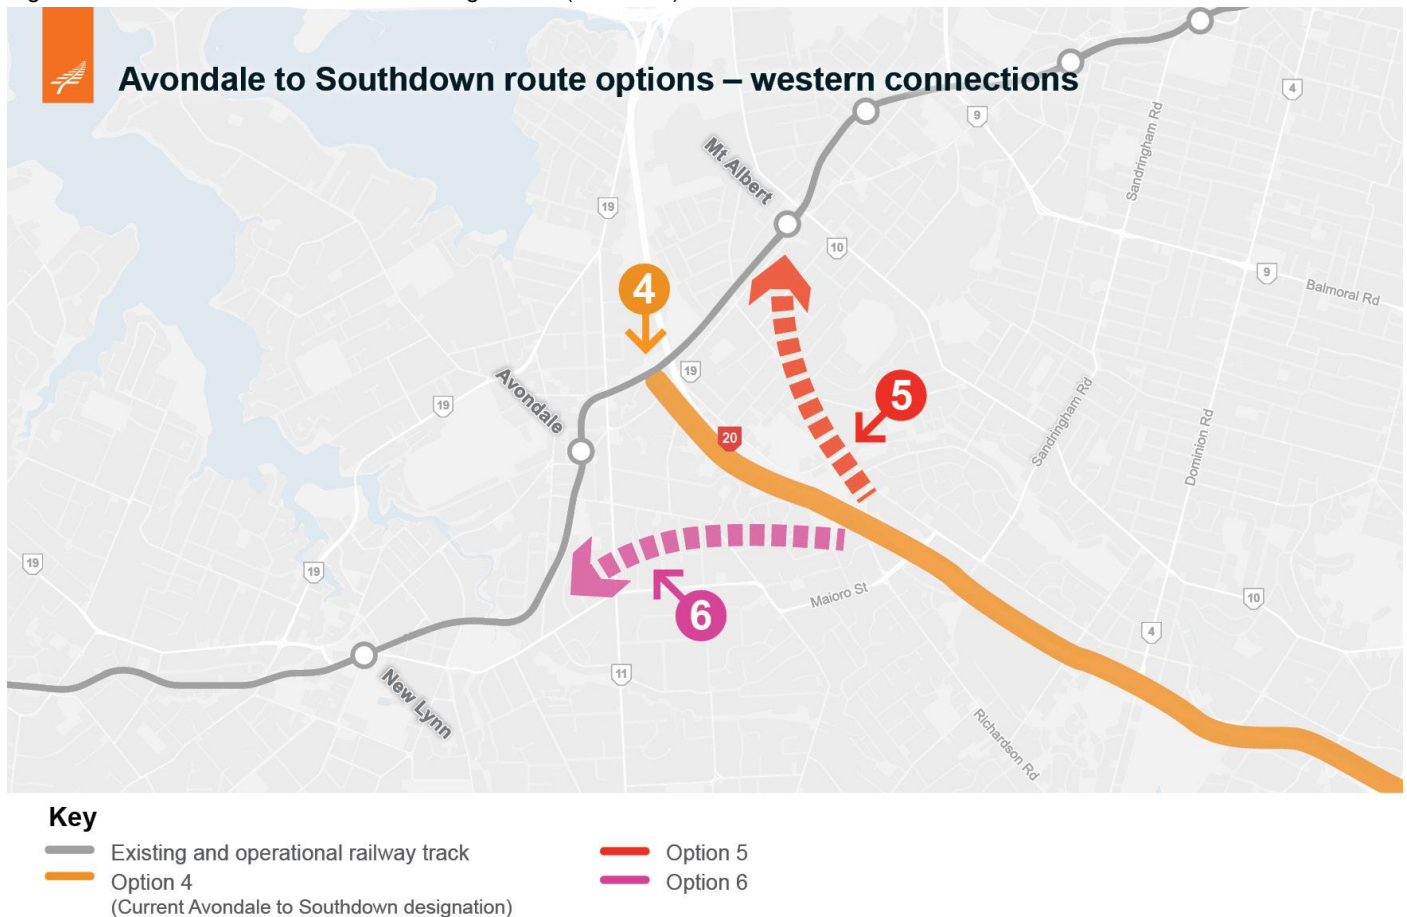 Avondale to Southdown route options – western connections
4
9
Sandringham Rd
Mt Albert
19
10
4
9
Balmoral Rd
19
5
Avondale
19
20
Sandringham Rd
Dominion Rd
19
19
6
Maioro St
10
4
11
New Lynn
Richardson Rd
Key
Existing and operational railway track
Option 4
(Current Avondale to Southdown designation)
Option 5
Option 6